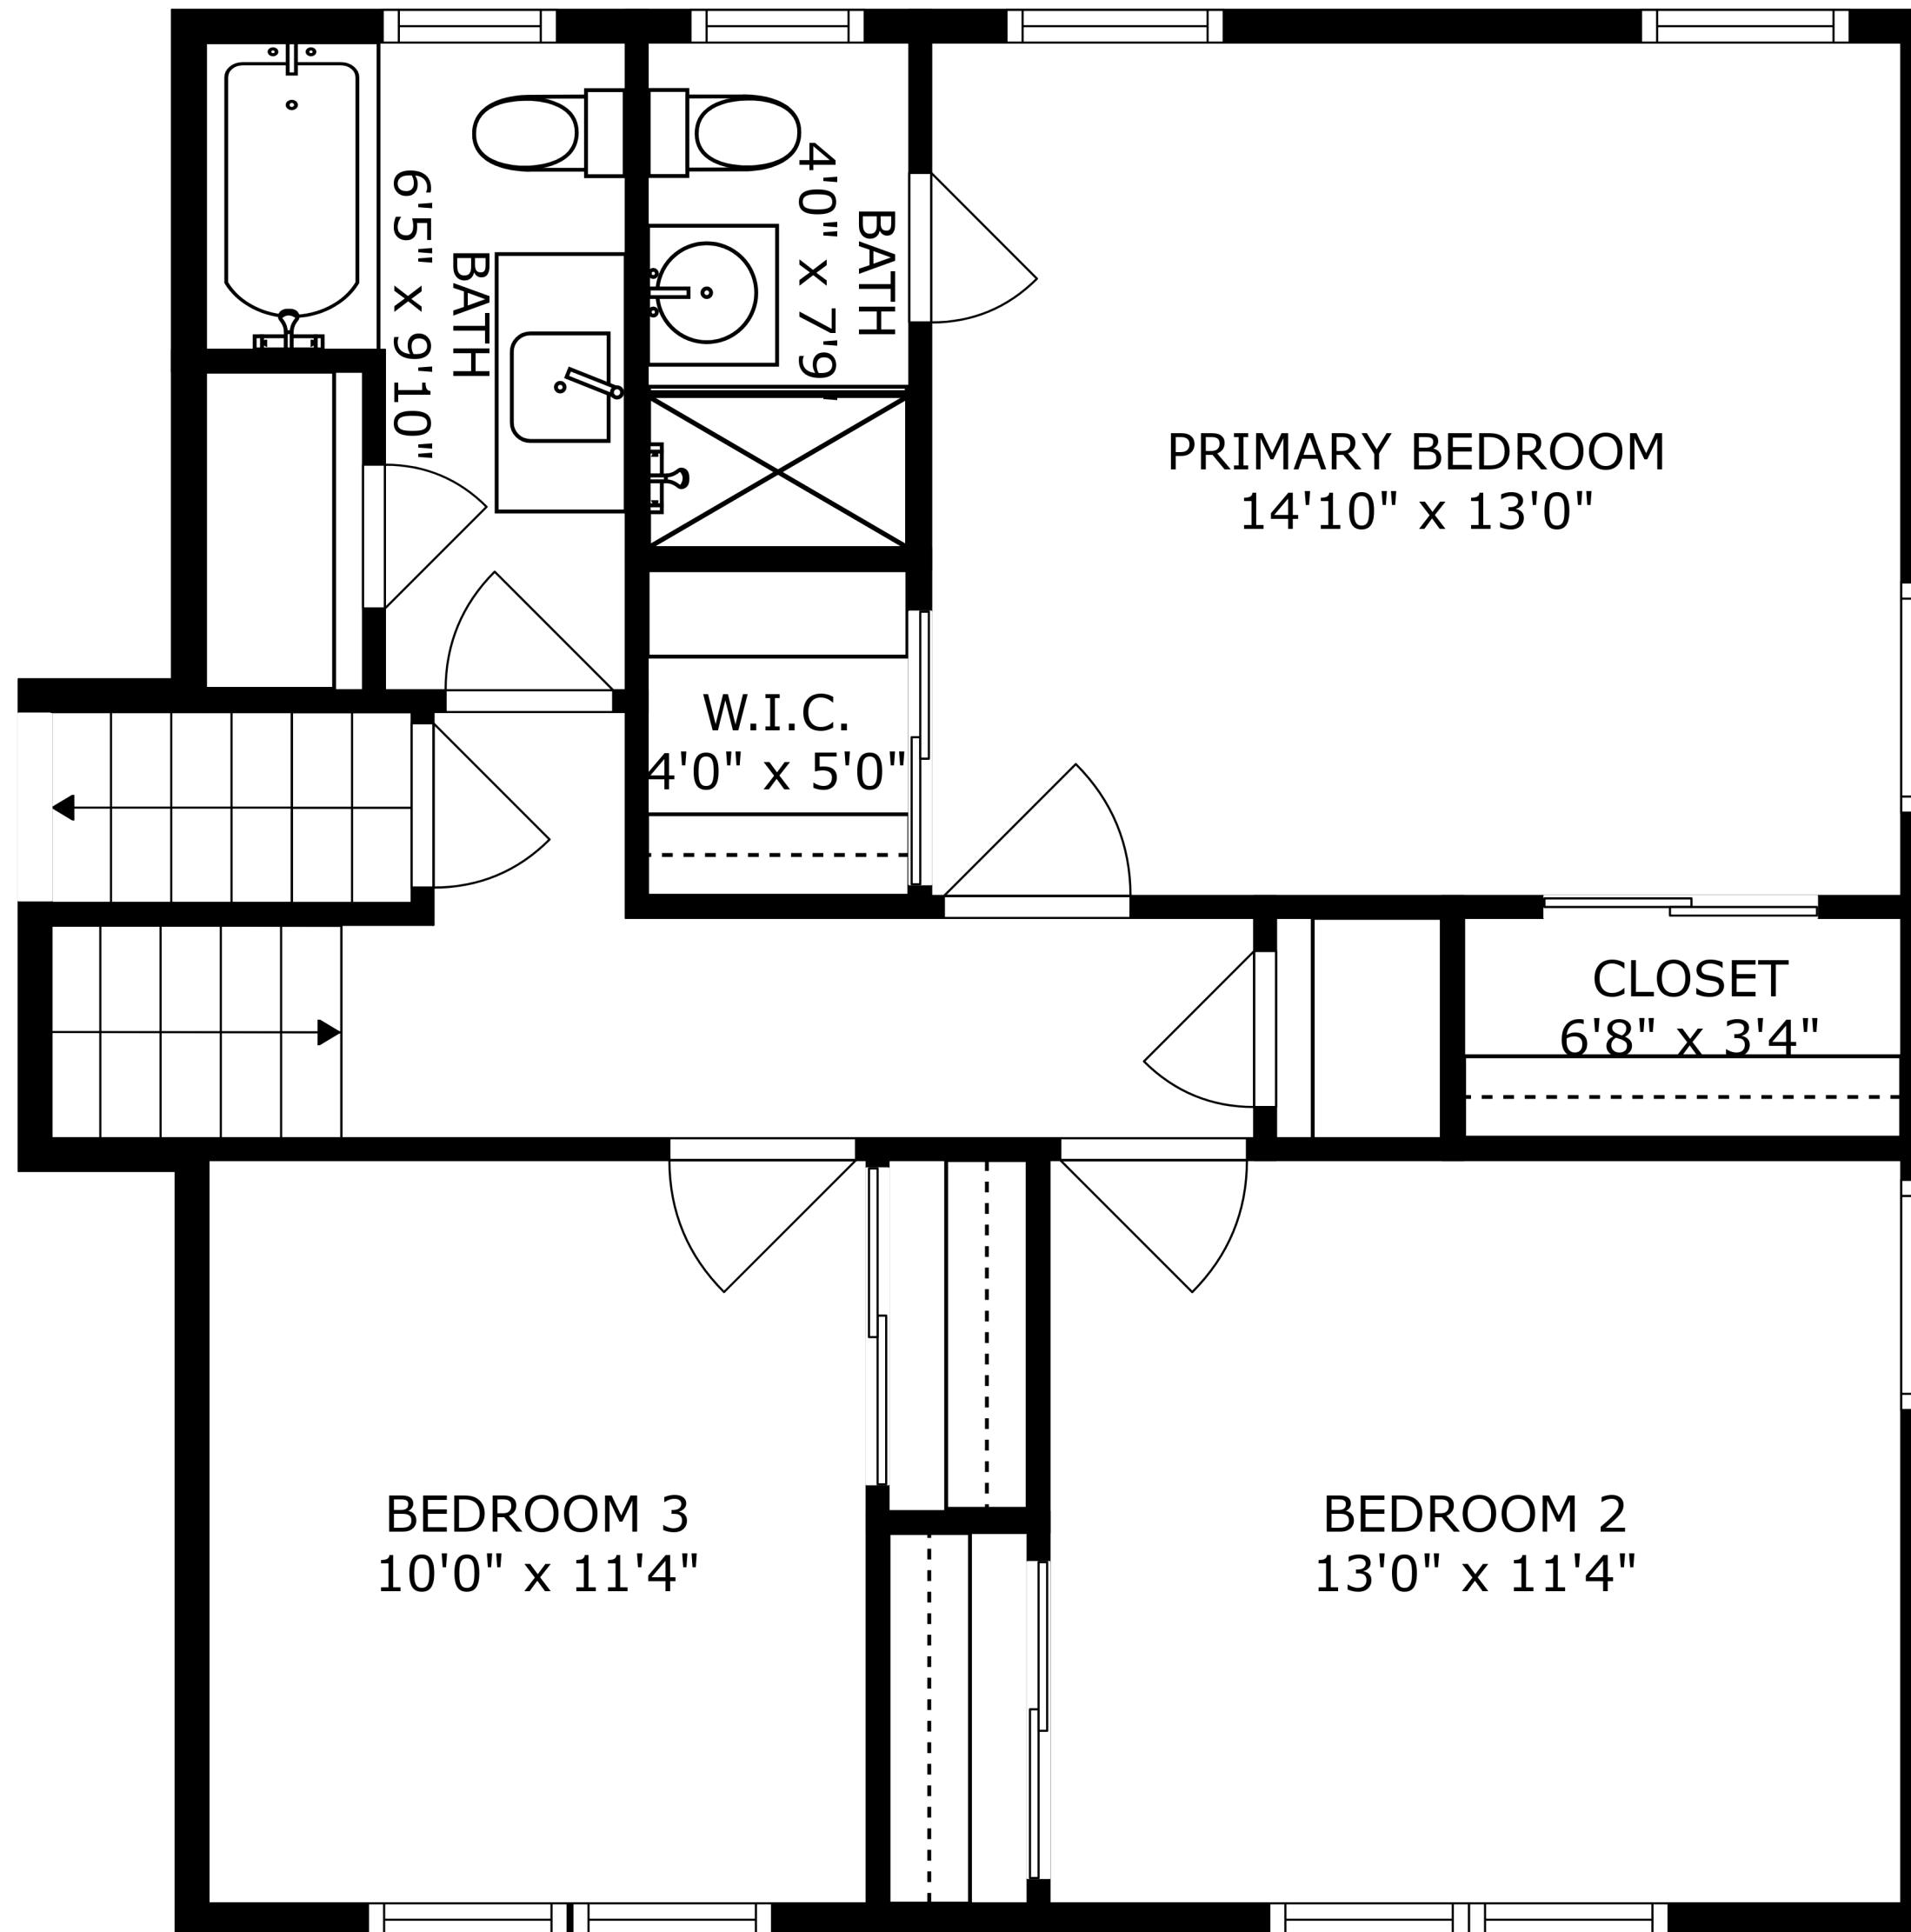 BATH
6'5" x 9'10"
BATH
4'0" x 7'9"
PRIMARY BEDROOM
14'10" x 13'0"
W.I.C.
4'0" x 5'0"
CLOSET
6'8" x 3'4"
BEDROOM 3
10'0" x 11'4"
BEDROOM 2
13'0" x 11'4"